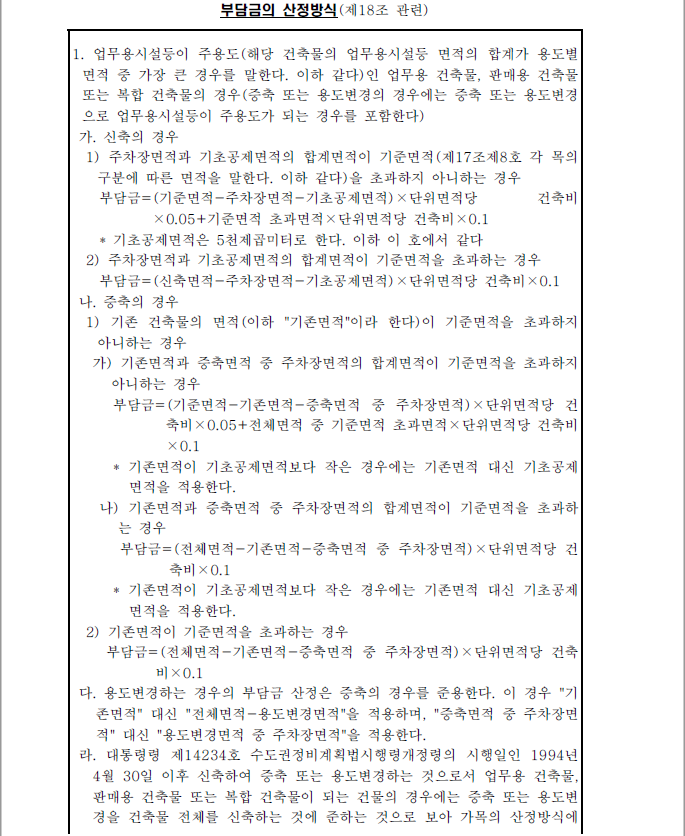 부담금의 산정방식(제18조 관련)
1. 업무용시설등이 주용도(해당 건축물의 업무용시설등 면적의 합계가 용도별
면적 중 가장 큰 경우를 말한다. 이하 같다)인 업무용 건축물, 판매용 건축물
또는 복합 건축물의 경우(증축 또는 용도변경의 경우에는 증축 또는 용도변경
으로 업무용시설등이 주용도가 되는 경우를 포함한다)
가. 신축의 경우
1) 주차장면적과 기초공제면적의 합계면적이 기준면적(제17조제8호 각 목의
구분에 따른 면적을 말한다. 이하 같다)을 초과하지 아니하는 경우
부담금=(기준면적-주차장면적-기초공제면적)×단위면적당 건축비
×0.05+기준면적 초과면적×단위면적당 건축비×0.1
* 기초공제면적은 5천제곱미터로 한다. 이하 이 호에서 같다
2) 주차장면적과 기초공제면적의 합계면적이 기준면적을 초과하는 경우
부담금=(신축면적-주차장면적-기초공제면적)×단위면적당 건축비×0.1
나. 증축의 경우
1) 기존 건축물의 면적(이하 "기존면적"이라 한다)이 기준면적을 초과하지
아니하는 경우
가) 기존면적과 증축면적 중 주차장면적의 합계면적이 기준면적을 초과하지
아니하는 경우
부담금=(기준면적-기존면적-증축면적 중 주차장면적)×단위면적당 건
축비×0.05+전체면적 중 기준면적 초과면적×단위면적당 건축비
×0.1
* 기존면적이 기초공제면적보다 작은 경우에는 기존면적 대신 기초공제
면적을 적용한다.
나) 기존면적과 증축면적 중 주차장면적의 합계면적이 기준면적을 초과하
는 경우
부담금=(전체면적-기존면적-증축면적 중 주차장면적)×단위면적당 건
축비×0.1
* 기존면적이 기초공제면적보다 작은 경우에는 기존면적 대신 기초공제
면적을 적용한다.
2) 기존면적이 기준면적을 초과하는 경우
부담금=(전체면적-기존면적-증축면적 중 주차장면적)×단위면적당 건축
비×0.1
다. 용도변경하는 경우의 부담금 산정은 증축의 경우를 준용한다. 이 경우 "기
존면적" 대신 "전체면적-용도변경면적"을 적용하며, "증축면적 중 주차장면
적" 대신 "용도변경면적 중 주차장면적"을 적용한다.
라. 대통령령 제14234호 수도권정비계획법시행령개정령의 시행일인 1994년
4월 30일 이후 신축하여 증축 또는 용도변경하는 것으로서 업무용 건축물,
판매용 건축물 또는 복합 건축물이 되는 건물의 경우에는 증축 또는 용도변
경을 건축물 전체를 신축하는 것에 준하는 것으로 보아 가목의 산정방식에